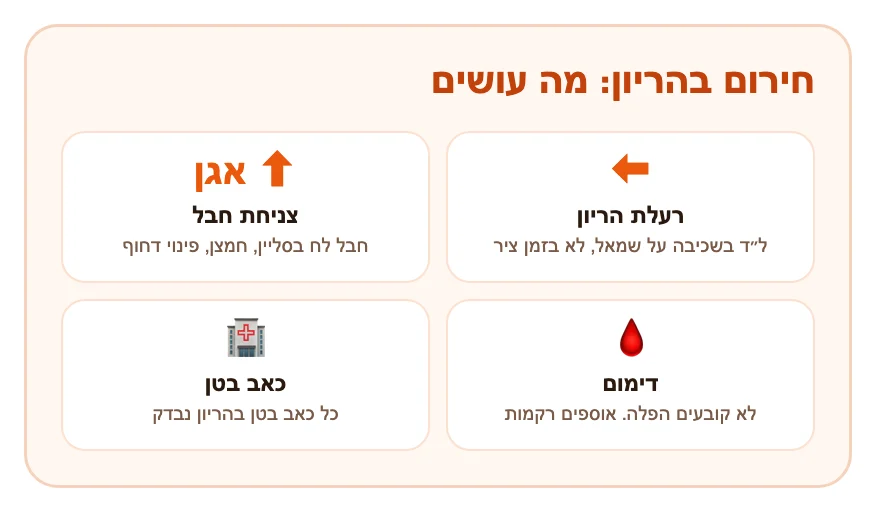 חירום בהריון: מה עושים
רעלת הריון
ל״ד בשכיבה על שמאל, לא בזמן ציר
אגן
צניחת חבל
חבל לח בסליין, חמצן, פינוי דחוף
דימום
לא קובעים הפלה. אוספים רקמות
כאב בטן
כל כאב בטן בהריון נבדק